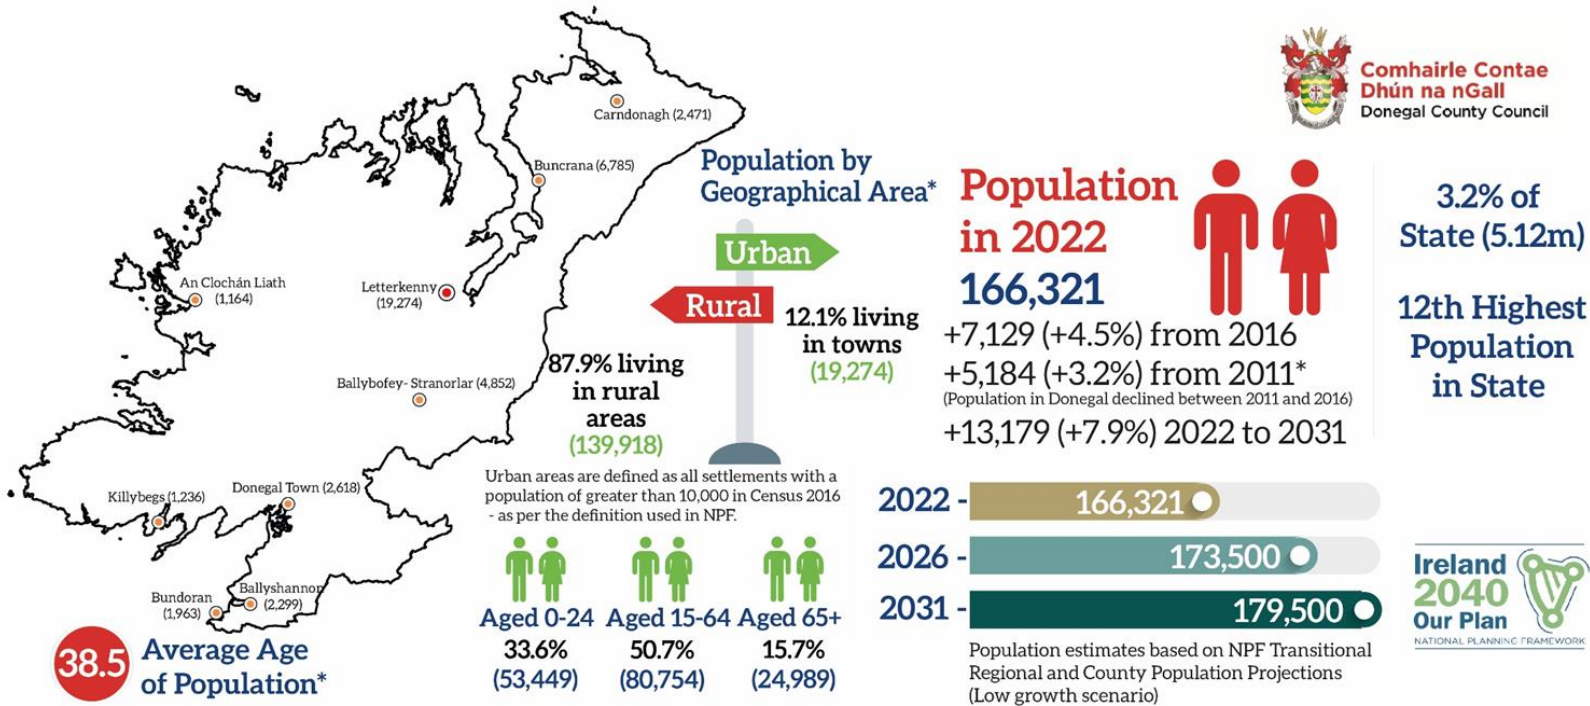 Carndonagh (2,471)
Buncrana (6,785)
An Clochán Liath
(1,164)
Letterkenny
(19,274)
Ballybofey- Stranorlar (4,852)
Killybegs (1,236)
Donegal Town (2,618)
Bundoran
(1,963)
Ballyshannon
(2,299)
38.5
Average Age
of Population*
Population by
Geographical Area*
Urban
Rural
12.1% living
in towns
(19,274)
87.9% living
in rural
areas
(139,918)
Urban areas are defined as all settlements with a
population of greater than 10,000 in Census 2016
- as per the definition used in NPF.
Aged 0-24
33.6%
(53,449)
Aged 15-64
50.7%
(80,754)
Aged 65+
15.7%
(24,989)
Comhairle Contae
Dhún na nGall
Donegal County Council
Population
in 2022
166,321
+7,129 (+4.5%) from 2016
+5,184 (+3.2%) from 2011*
(Population in Donegal declined between 2011 and 2016)
+13,179 (+7.9%) 2022 to 2031
3.2% of
State (5.12m)
12th Highest
Population
in State
2022 - 166,321
2026 - 173,500
2031 - 179,500
Population estimates based on NPF Transitional
Regional and County Population Projections
(Low growth scenario)
Ireland
2040
Our Plan
NATIONAL PLANNING FRAMEWORK